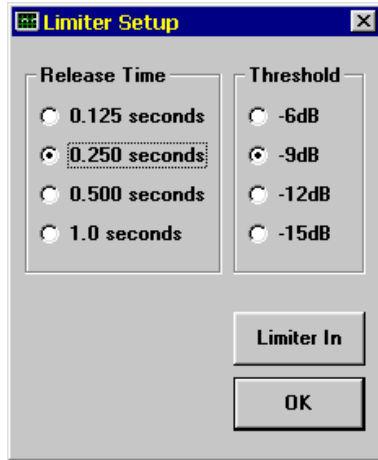 Limiter Setup
Release Time
0.125 seconds
0.250 seconds
0.500 seconds
1.0 seconds
Threshold
-6dB
-9dB
-12dB
-15dB
Limiter In
OK